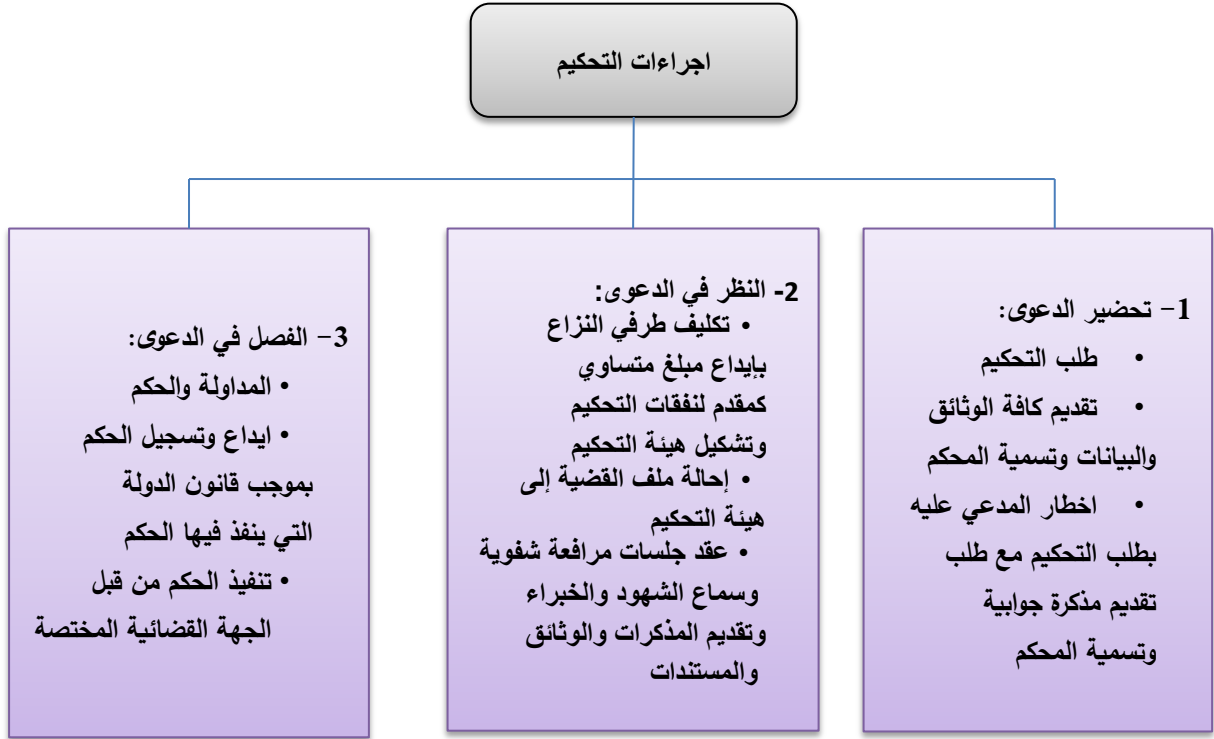 اجراءات التحكيم
1- تحضير الدعوى:
• طلب التحكيم
• تقديم كافة الوثائق
والبيانات وتسمية المحكم
• اخطار المدعي عليه
بطلب التحكيم مع طلب
تقديم مذكرة جوابية
وتسمية المحكم
2- النظر في الدعوى:
• تكليف طرفي النزاع
بإيداع مبلغ متساوي
كمقدم لنفقات التحكيم
وتشكيل هيئة التحكيم
• إحالة ملف القضية إلى
هيئة التحكيم
• عقد جلسات مرافعة شفوية
وسماع الشهود والخبراء
وتقديم المذكرات والوثائق
والمستندات
3- الفصل في الدعوى:
• المداولة والحكم
• ايداع وتسجيل الحكم
بموجب قانون الدولة
التي ينفذ فيها الحكم
• تنفيذ الحكم من قبل
الجهة القضائية المختصة